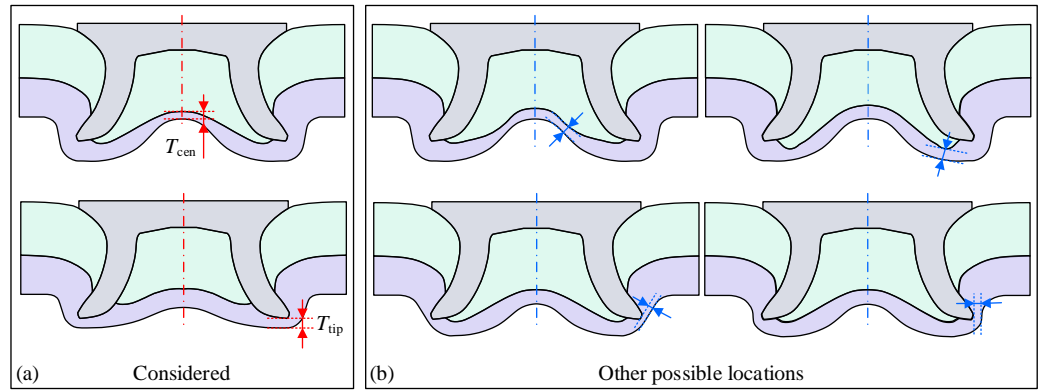 T_cen
T_tip
(a) Considered
(b) Other possible locations